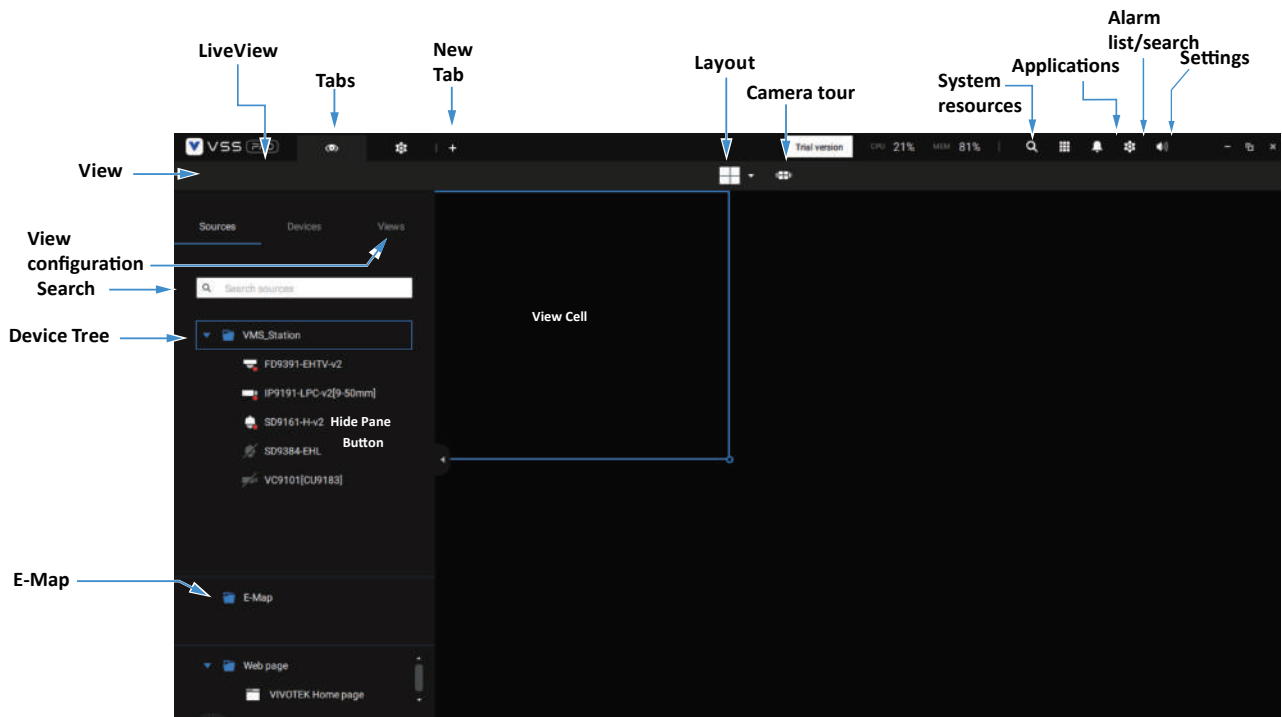 Alarm
list/search
LiveView
New
Tab
Settings
Layout
Applications
Tabs
System
resources
Camera tour
VSS PRO
+
Trial version
CPU 21%
MEM 81%
View
Sources
Devices
Views
View
configuration
Search
Search sources
View Cell
Device Tree
VMS_Station
FD9391-EHTV-v2
IP9191-LPC-v2[9-50mm]
SD9161-H-v2
Hide Pane
Button
SD9384-EHL
VC9101[CU9183]
E-Map
E-Map
Web page
VIVOTEK Home page